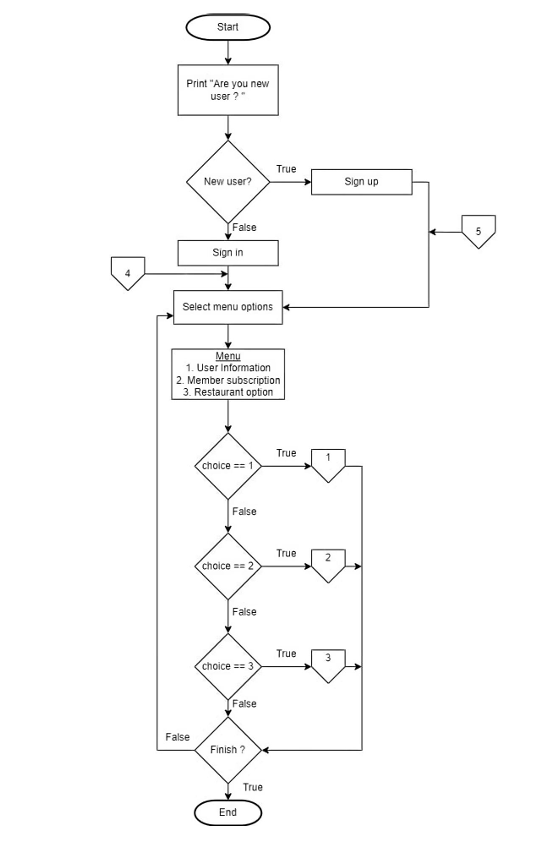 Start
Print "Are you new
user ? "
New user?
True
Sign up
False
5
Sign in
4
Select menu options
Menu
1. User Information
2. Member subscription
3. Restaurant option
choice == 1
True
1
False
choice == 2
True
2
False
choice == 3
True
3
False
False
Finish ?
True
End